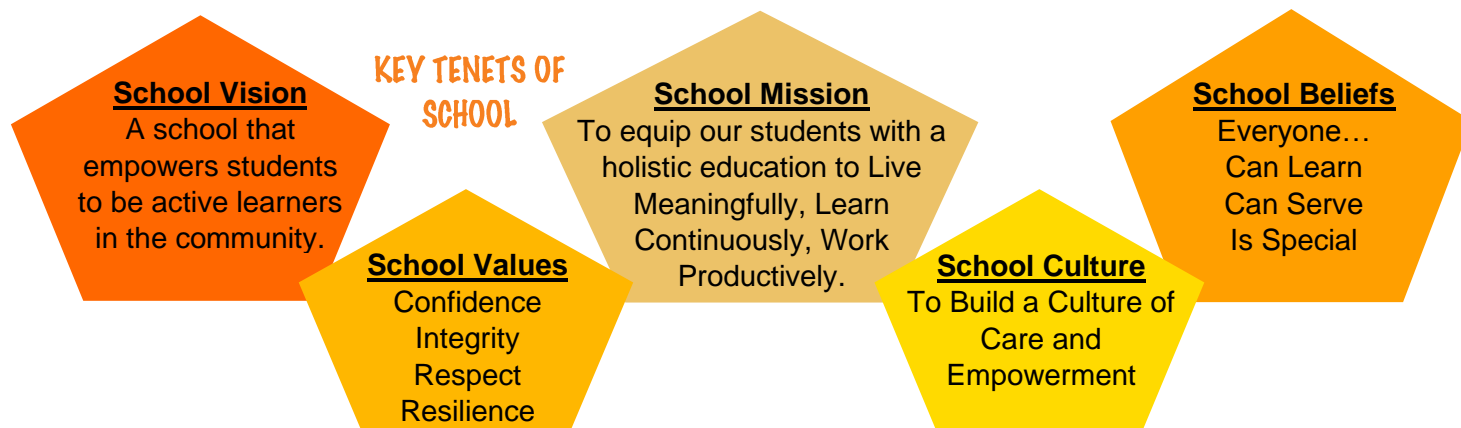 School Vision
A school that
empowers students
to be active learners
in the community.
KEY TENETS OF
SCHOOL
School Values
Confidence
Integrity
Respect
Resilience
School Mission
To equip our students with a
holistic education to Live
Meaningfully, Learn
Continuously, Work
Productively.
School Culture
To Build a Culture of
Care and
Empowerment
School Beliefs
Everyone…
Can Learn
Can Serve
Is Special